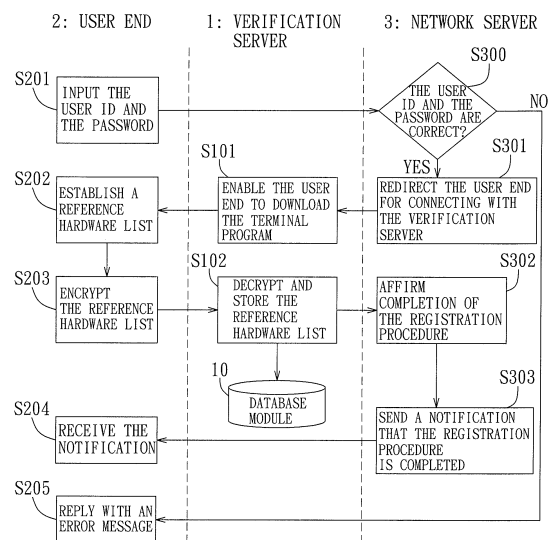 2: USER END
1: VERIFICATION
SERVER
3: NETWORK SERVER
S201
INPUT THE
USER ID AND
THE PASSWORD
S300
THE USER
ID AND THE
PASSWORD ARE
CORRECT?
NO
YES
S301
REDIRECT THE USER END
FOR CONNECTING WITH
THE VERIFICATION
SERVER
S101
ENABLE THE USER
END TO DOWNLOAD
THE TERMINAL
PROGRAM
S202
ESTABLISH A
REFERENCE
HARDWARE LIST
S203
ENCRYPT
THE REFERENCE
HARDWARE LIST
S102
DECRYPT AND
STORE THE
REFERENCE
HARDWARE LIST
S302
AFFIRM
COMPLETION OF
THE REGISTRATION
PROCEDURE
10
DATABASE
MODULE
S303
SEND A NOTIFICATION
THAT THE REGISTRATION
PROCEDURE
IS COMPLETED
S204
RECEIVE THE
NOTIFICATION
S205
REPLY WITH AN
ERROR MESSAGE